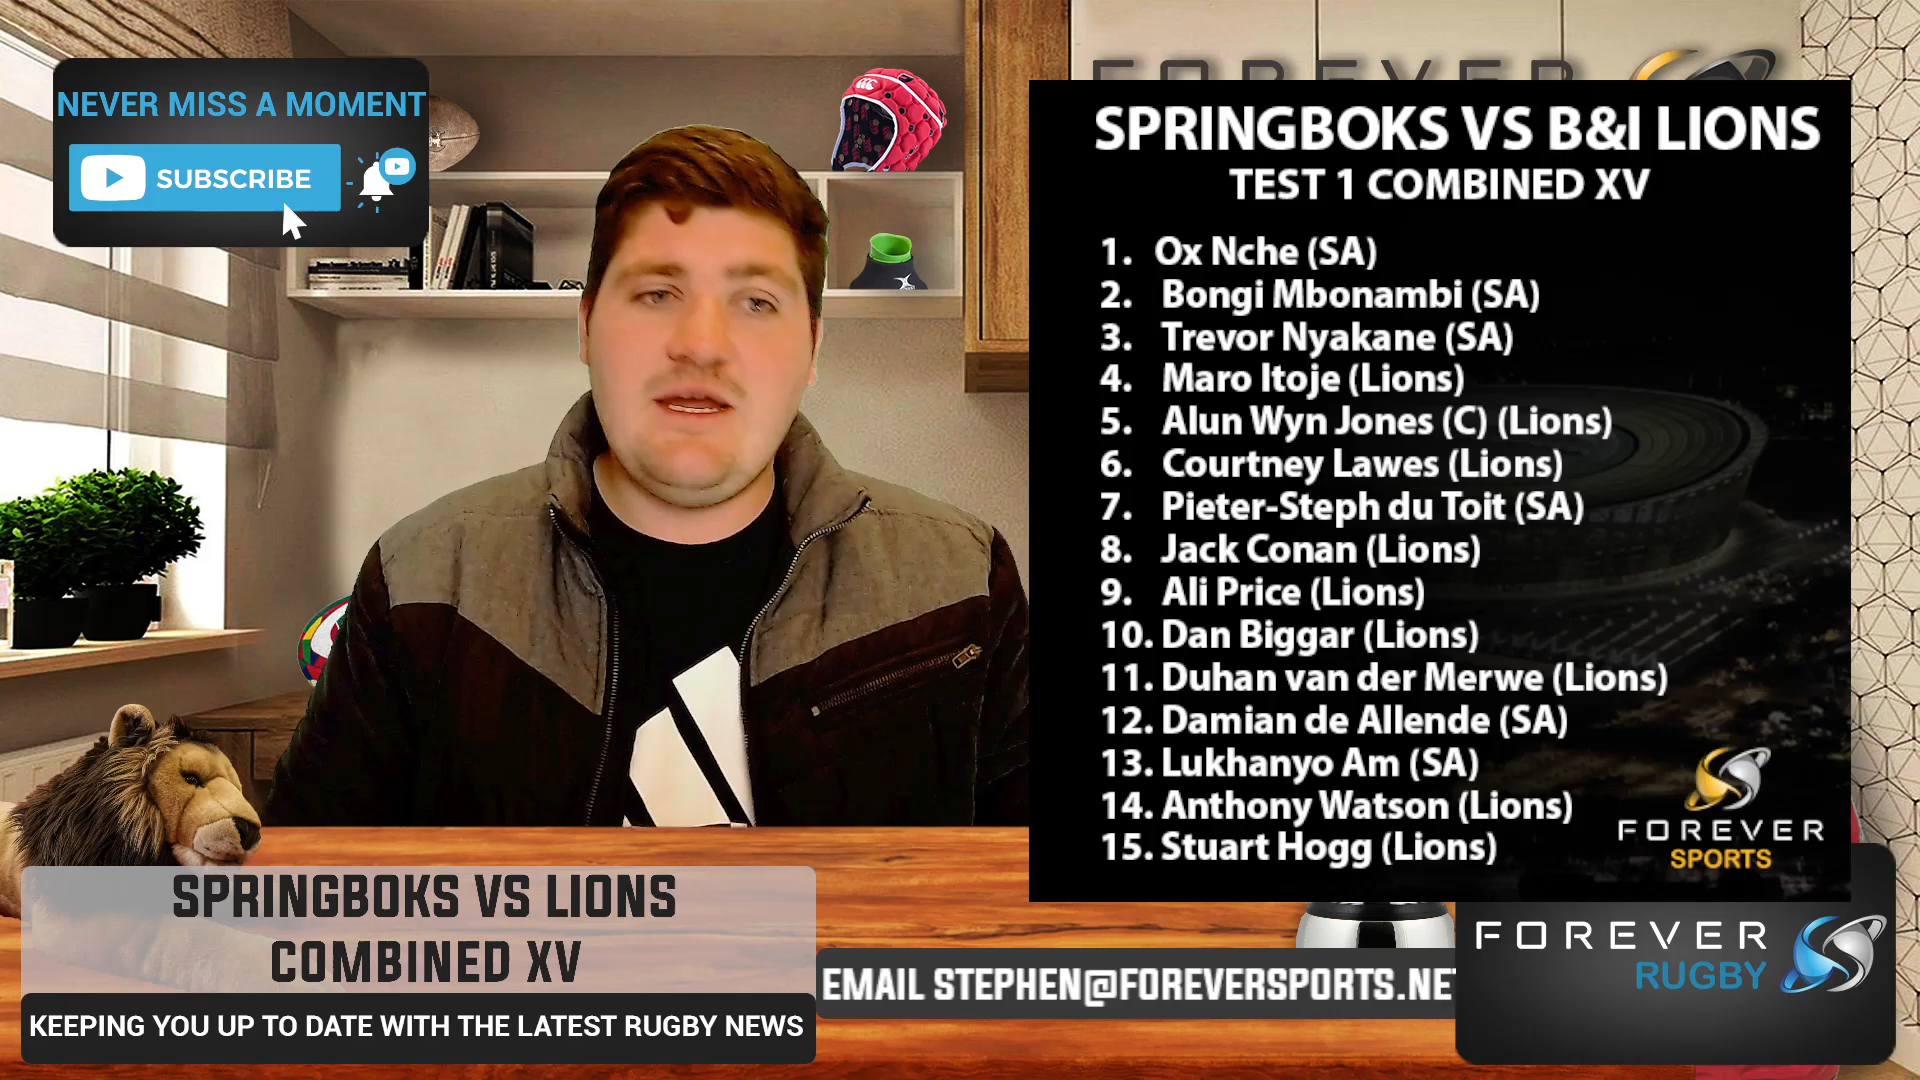 NEVER MISS A MOMENT
SUBSCRIBE
FOREVER
SPRINGBOKS VS B&I LIONS
TEST 1 COMBINED XV
1. Ox Nche (SA)
2. Bongi Mbonambi (SA)
3. Trevor Nyakane (SA)
4. Maro Itoje (Lions)
5. Alun Wyn Jones (C) (Lions)
6. Courtney Lawes (Lions)
7. Pieter-Steph du Toit (SA)
8. Jack Conan (Lions)
9. Ali Price (Lions)
10. Dan Biggar (Lions)
11. Duhan van der Merwe (Lions)
12. Damian de Allende (SA)
13. Lukhanyo Am (SA)
14. Anthony Watson (Lions)
15. Stuart Hogg (Lions)
FOREVER
SPORTS
SPRINGBOKS VS LIONS
COMBINED XV
KEEPING YOU UP TO DATE WITH THE LATEST RUGBY NEWS
EMAIL STEPHEN@FOREVERSPORTS.NET
FOREVER
RUGBY